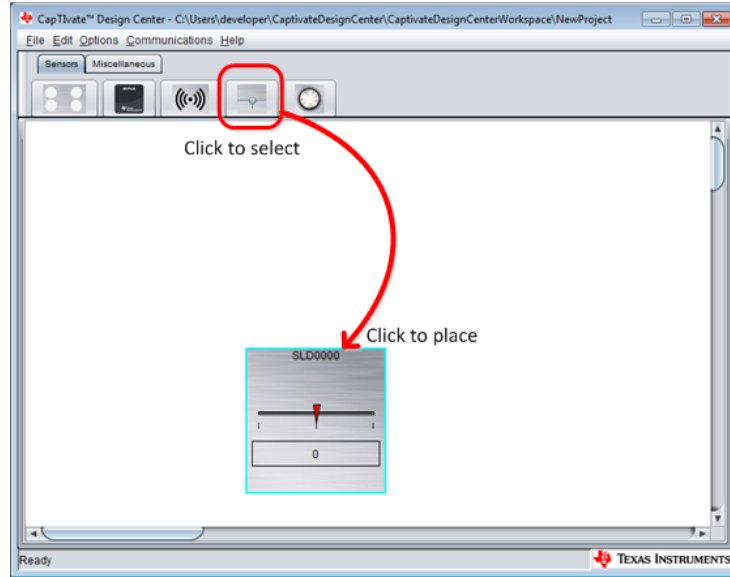 CapTIvate™ Design Center - C:\Users\developer\CaptivateDesignCenter\CaptivateDesignCenterWorkspace\NewProject
File Edit Options Communications Help
Sensors Miscellaneous
Click to select
Click to place
SLD0000
0
Ready
TEXAS INSTRUMENTS